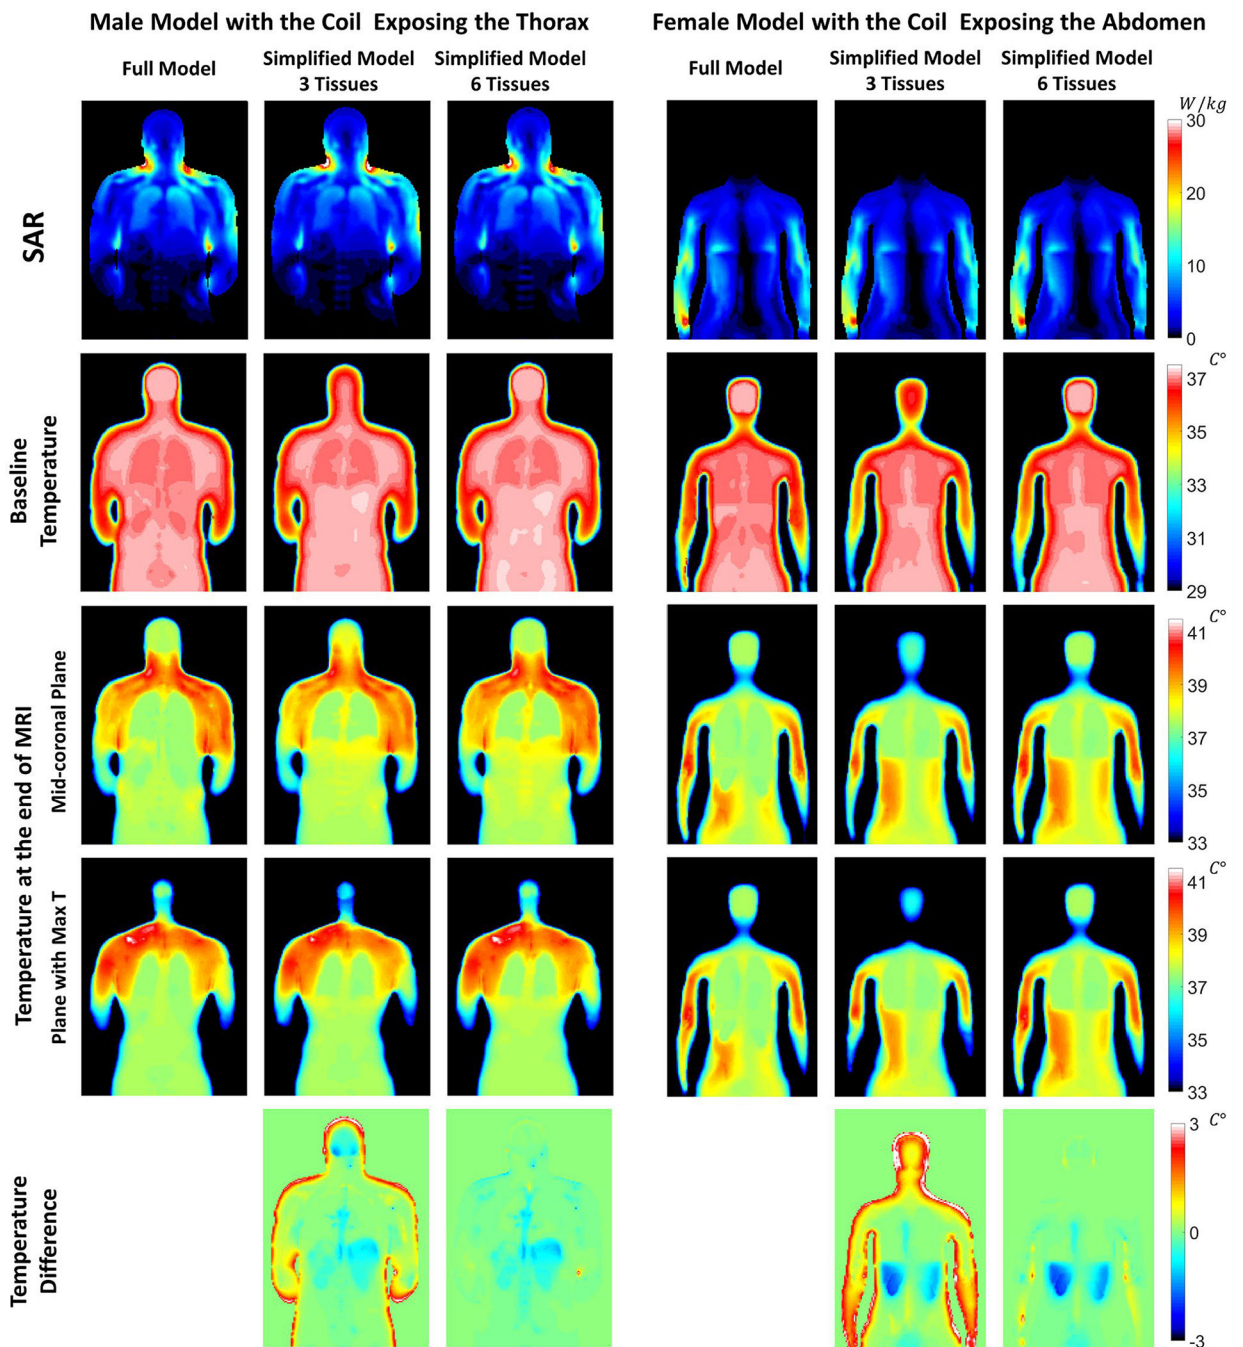 Male Model with the Coil Exposing the Thorax
Female Model with the Coil Exposing the Abdomen
Full Model
Simplified Model
3 Tissues
Simplified Model
6 Tissues
Full Model
Simplified Model
3 Tissues
Simplified Model
6 Tissues
SAR
W/kg
30
20
10
0
Baseline
Temperature
C°
37
35
33
31
29
Temperature at the end of MRI
Mid-coronal Plane
C°
41
39
37
35
33
Plane with Max T
C°
41
39
37
35
33
Temperature
Difference
3 C°
0
-3